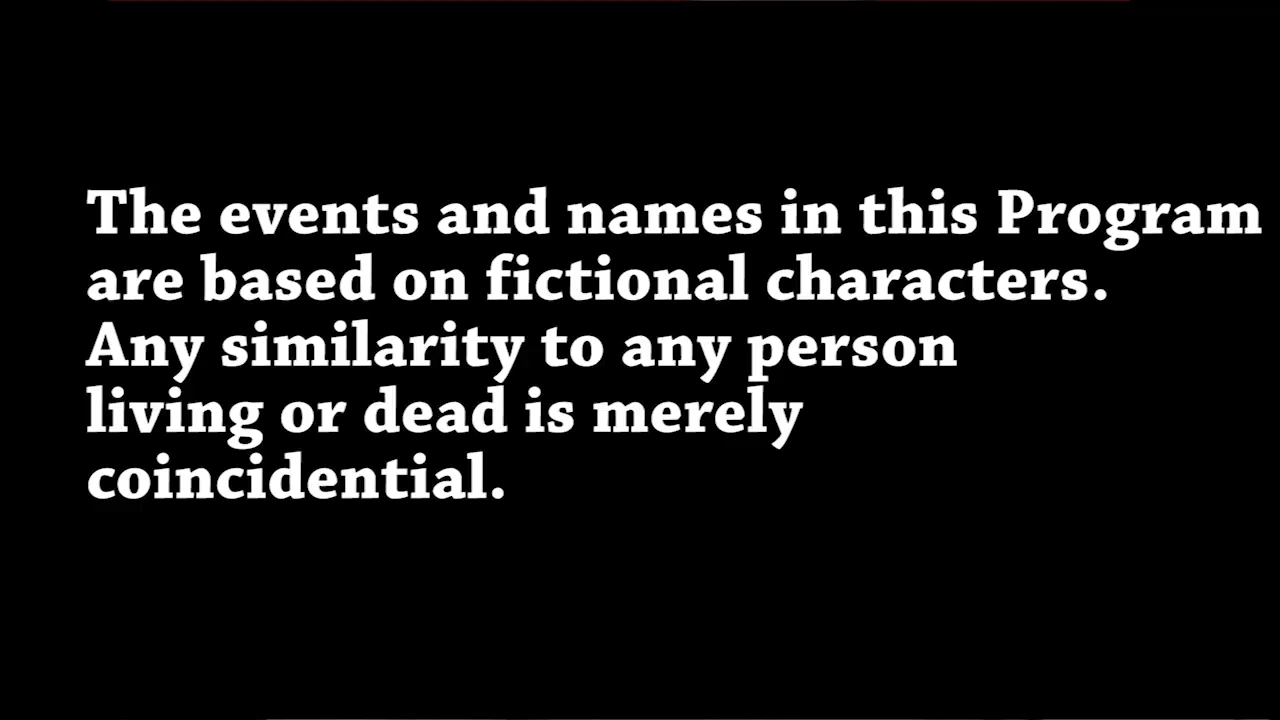 The events and names in this Program
are based on fictional characters.
Any similarity to any person
living or dead is merely
coincidential.